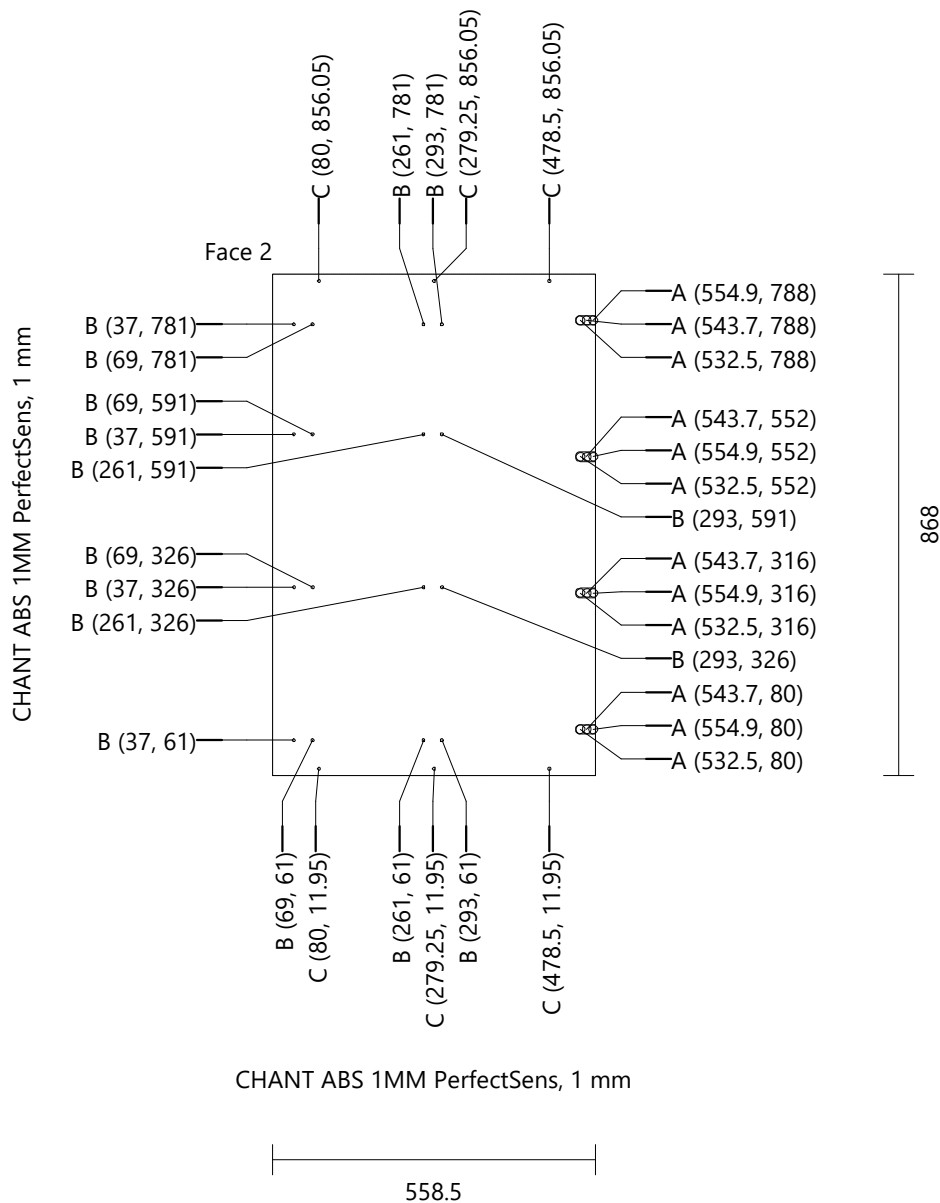 C (80, 856.05)
B (261, 781)
B (293, 781)
C (279.25, 856.05)
C (478.5, 856.05)
Face 2
CHANT ABS 1MM PerfectSens, 1 mm
B (37, 781)
B (69, 781)
B (69, 591)
B (37, 591)
B (261, 591)
B (69, 326)
B (37, 326)
B (261, 326)
B (37, 61)
A (554.9, 788)
A (543.7, 788)
A (532.5, 788)
A (543.7, 552)
A (554.9, 552)
A (532.5, 552)
B (293, 591)
A (543.7, 316)
A (554.9, 316)
A (532.5, 316)
B (293, 326)
A (543.7, 80)
A (554.9, 80)
A (532.5, 80)
868
B (69, 61)
C (80, 11.95)
B (261, 61)
C (279.25, 11.95)
B (293, 61)
C (478.5, 11.95)
CHANT ABS 1MM PerfectSens, 1 mm
558.5